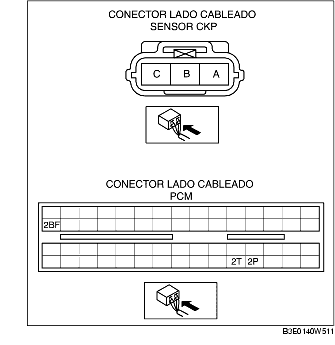 CONECTOR LADO CABLEADO
SENSOR CKP
C B A
CONECTOR LADO CABLEADO
PCM
2BF
2T 2P
B3E0140W511